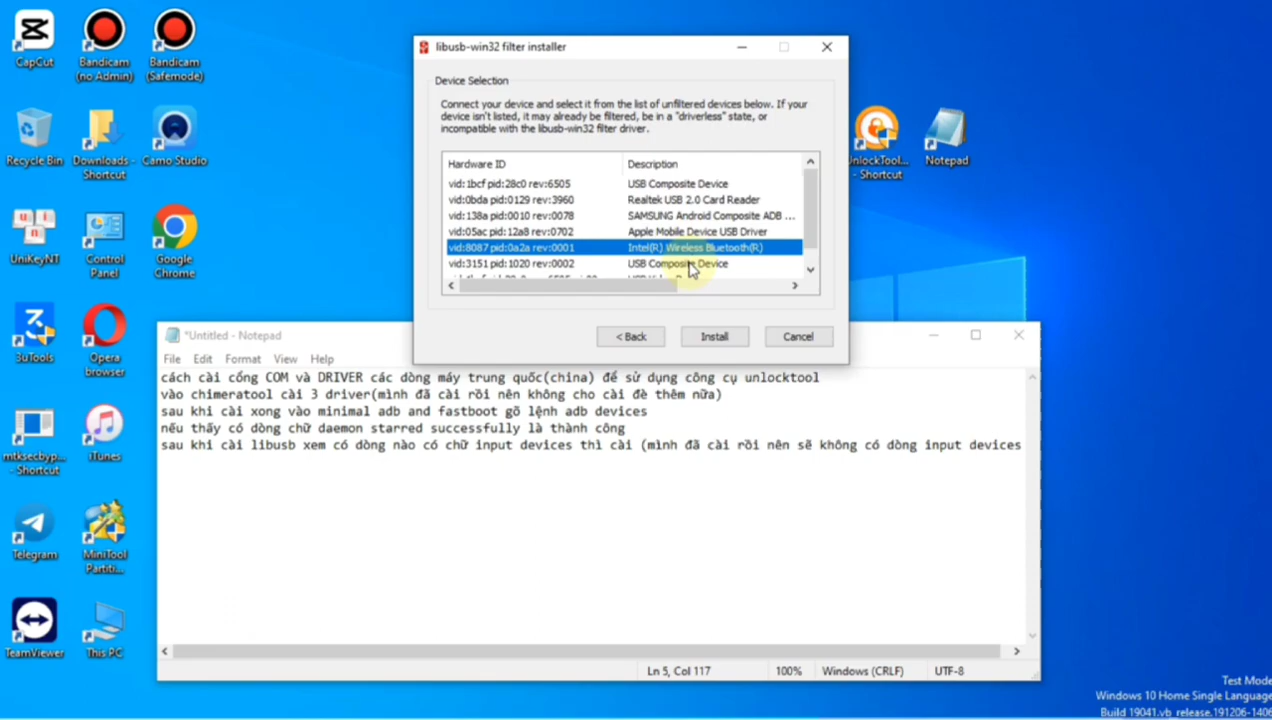 CapCut
Bandicam
(no Admin)
Bandicam
(Safemode)
Recycle Bin
Downloads -
Shortcut
Camo Studio
UniKeyNT
Control
Panel
Google
Chrome
3uTools
Opera
browser
mtksecbyp...
- Shortcut
iTunes
Telegram
MiniTool
Partiti...
TeamViewer
This PC
UnlockTool...
- Shortcut
Notepad
libusb-win32 filter installer
Device Selection
Connect your device and select it from the list of unfiltered devices below. If your
device isn't listed, it may already be filtered, be in a "driverless" state, or
incompatible with the libusb-win32 filter driver.
Hardware ID Description
vid:1bcf pid:28c0 rev:6505 USB Composite Device
vid:0bda pid:0129 rev:3960 Realtek USB 2.0 Card Reader
vid:138a pid:0010 rev:0078 SAMSUNG Android Composite ADB ...
vid:05ac pid:12a8 rev:0702 Apple Mobile Device USB Driver
vid:8087 pid:0a2a rev:0001 Intel(R) Wireless Bluetooth(R)
vid:3151 pid:1020 rev:0002 USB Composite Device
< Back Install Cancel
*Untitled - Notepad
File Edit Format View Help
cách cài cổng COM và DRIVER các dòng máy trung quốc(china) để sử dụng công cụ unlocktool
vào chimeratool cài 3 driver(mình đã cài rồi nên không cho cài đè thêm nữa)
sau khi cài xong vào minimal adb and fastboot gõ lệnh adb devices
nếu thấy có dòng chữ daemon starred successfully là thành công
sau khi cài libusb xem có dòng nào có chữ input devices thì cài (mình đã cài rồi nên sẽ không có dòng input devices
Ln 5, Col 117 100% Windows (CRLF) UTF-8
Test Mode
Windows 10 Home Single Language
Build 19041.vb_release.191206-1406